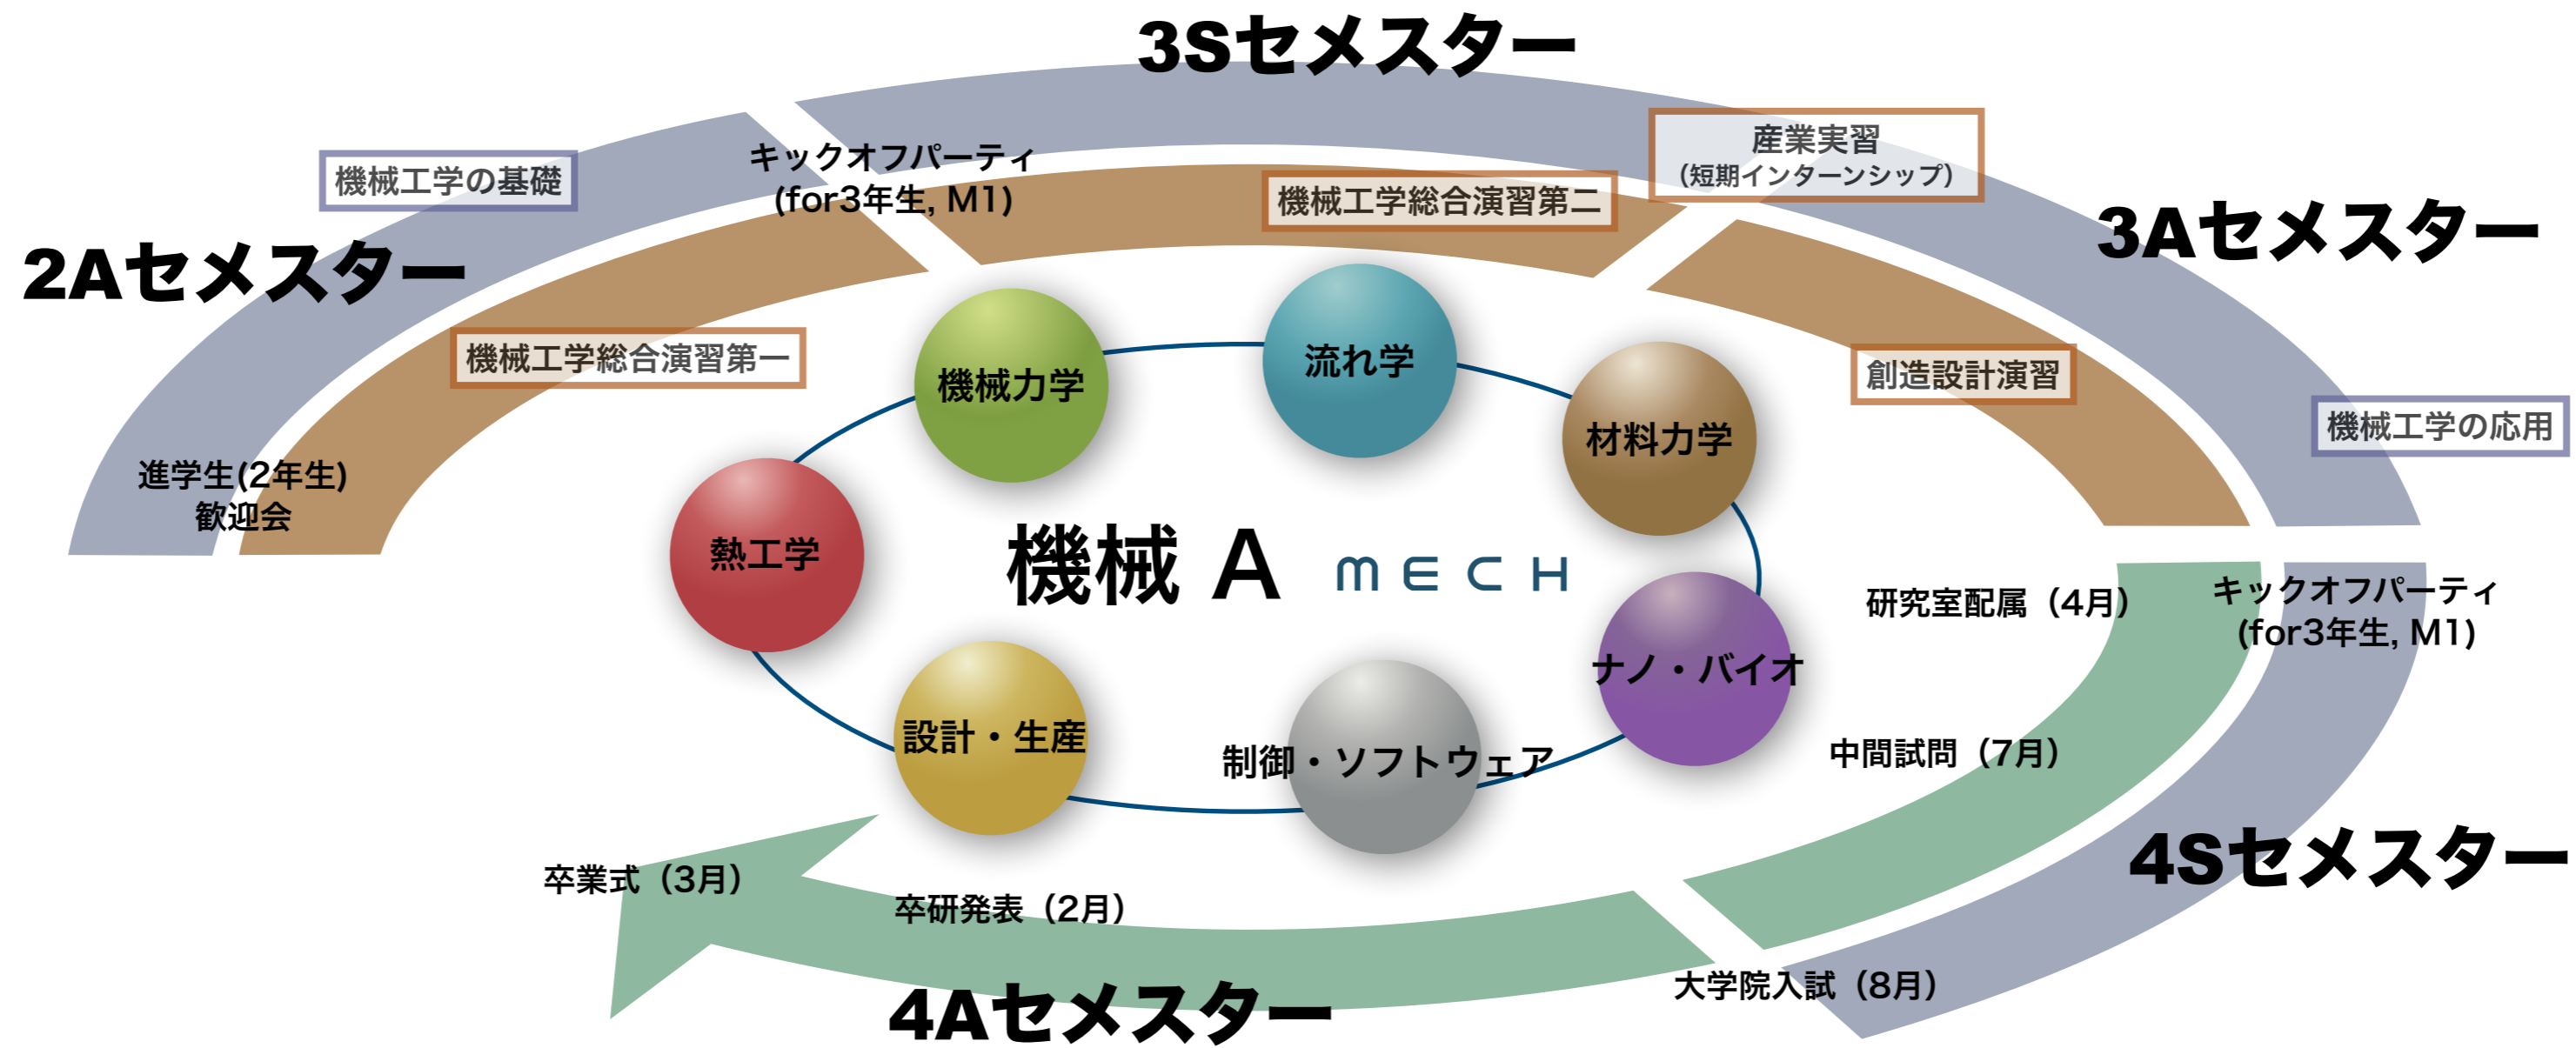 3Sセメスター
産業実習
（短期インターンシップ）
機械工学の基礎
キックオフパーティ
(for3年生, M1)
機械工学総合演習第二
3Aセメスター
2Aセメスター
機械工学総合演習第一
機械力学
流れ学
材料力学
創造設計演習
機械工学の応用
進学生(2年生)
歓迎会
熱工学
機械 A MECH
研究室配属（4月）
キックオフパーティ
(for3年生, M1)
ナノ・バイオ
設計・生産
制御・ソフトウェア
中間試問（7月）
4Sセメスター
卒業式（3月）
卒研発表（2月）
大学院入試（8月）
4Aセメスター